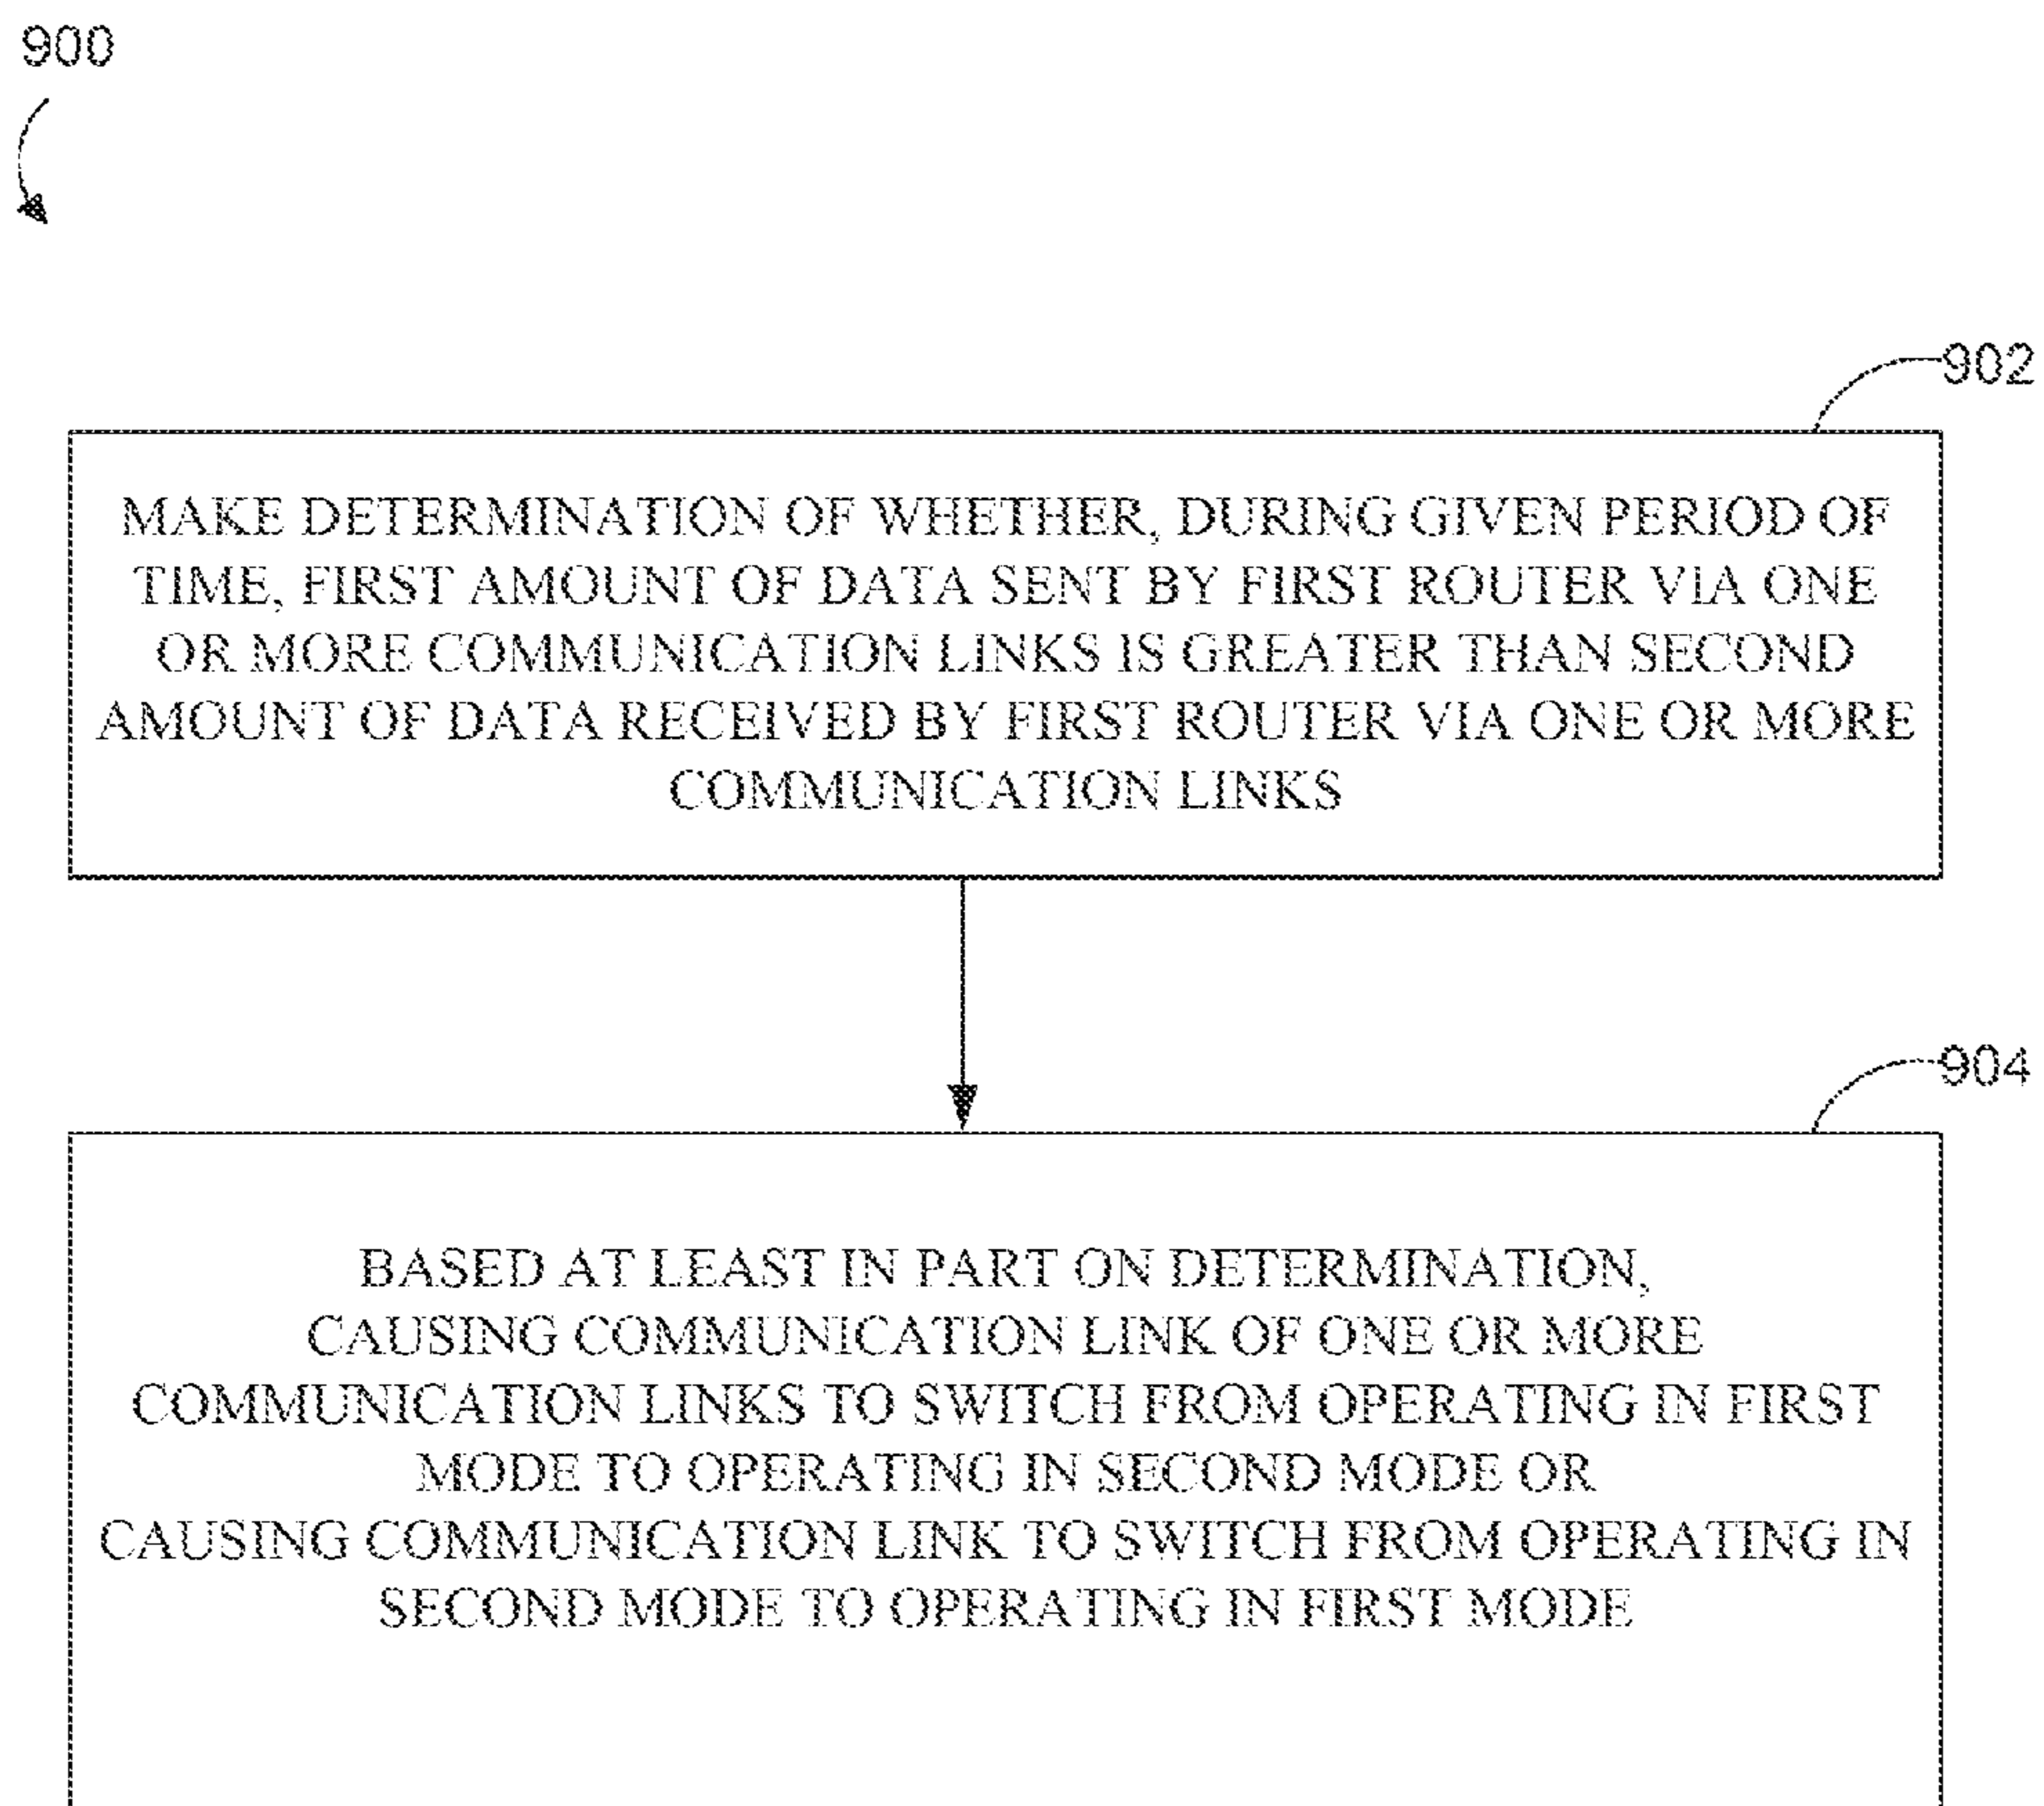 900
902
MAKE DETERMINATION OF WHETHER, DURING GIVEN PERIOD OF
TIME, FIRST AMOUNT OF DATA SENT BY FIRST ROUTER VIA ONE
OR MORE COMMUNICATION LINKS IS GREATER THAN SECOND
AMOUNT OF DATA RECEIVED BY FIRST ROUTER VIA ONE OR MORE
COMMUNICATION LINKS
904
BASED AT LEAST IN PART ON DETERMINATION,
CAUSING COMMUNICATION LINK OF ONE OR MORE
COMMUNICATION LINKS TO SWITCH FROM OPERATING IN FIRST
MODE TO OPERATING IN SECOND MODE OR
CAUSING COMMUNICATION LINK TO SWITCH FROM OPERATING IN
SECOND MODE TO OPERATING IN FIRST MODE